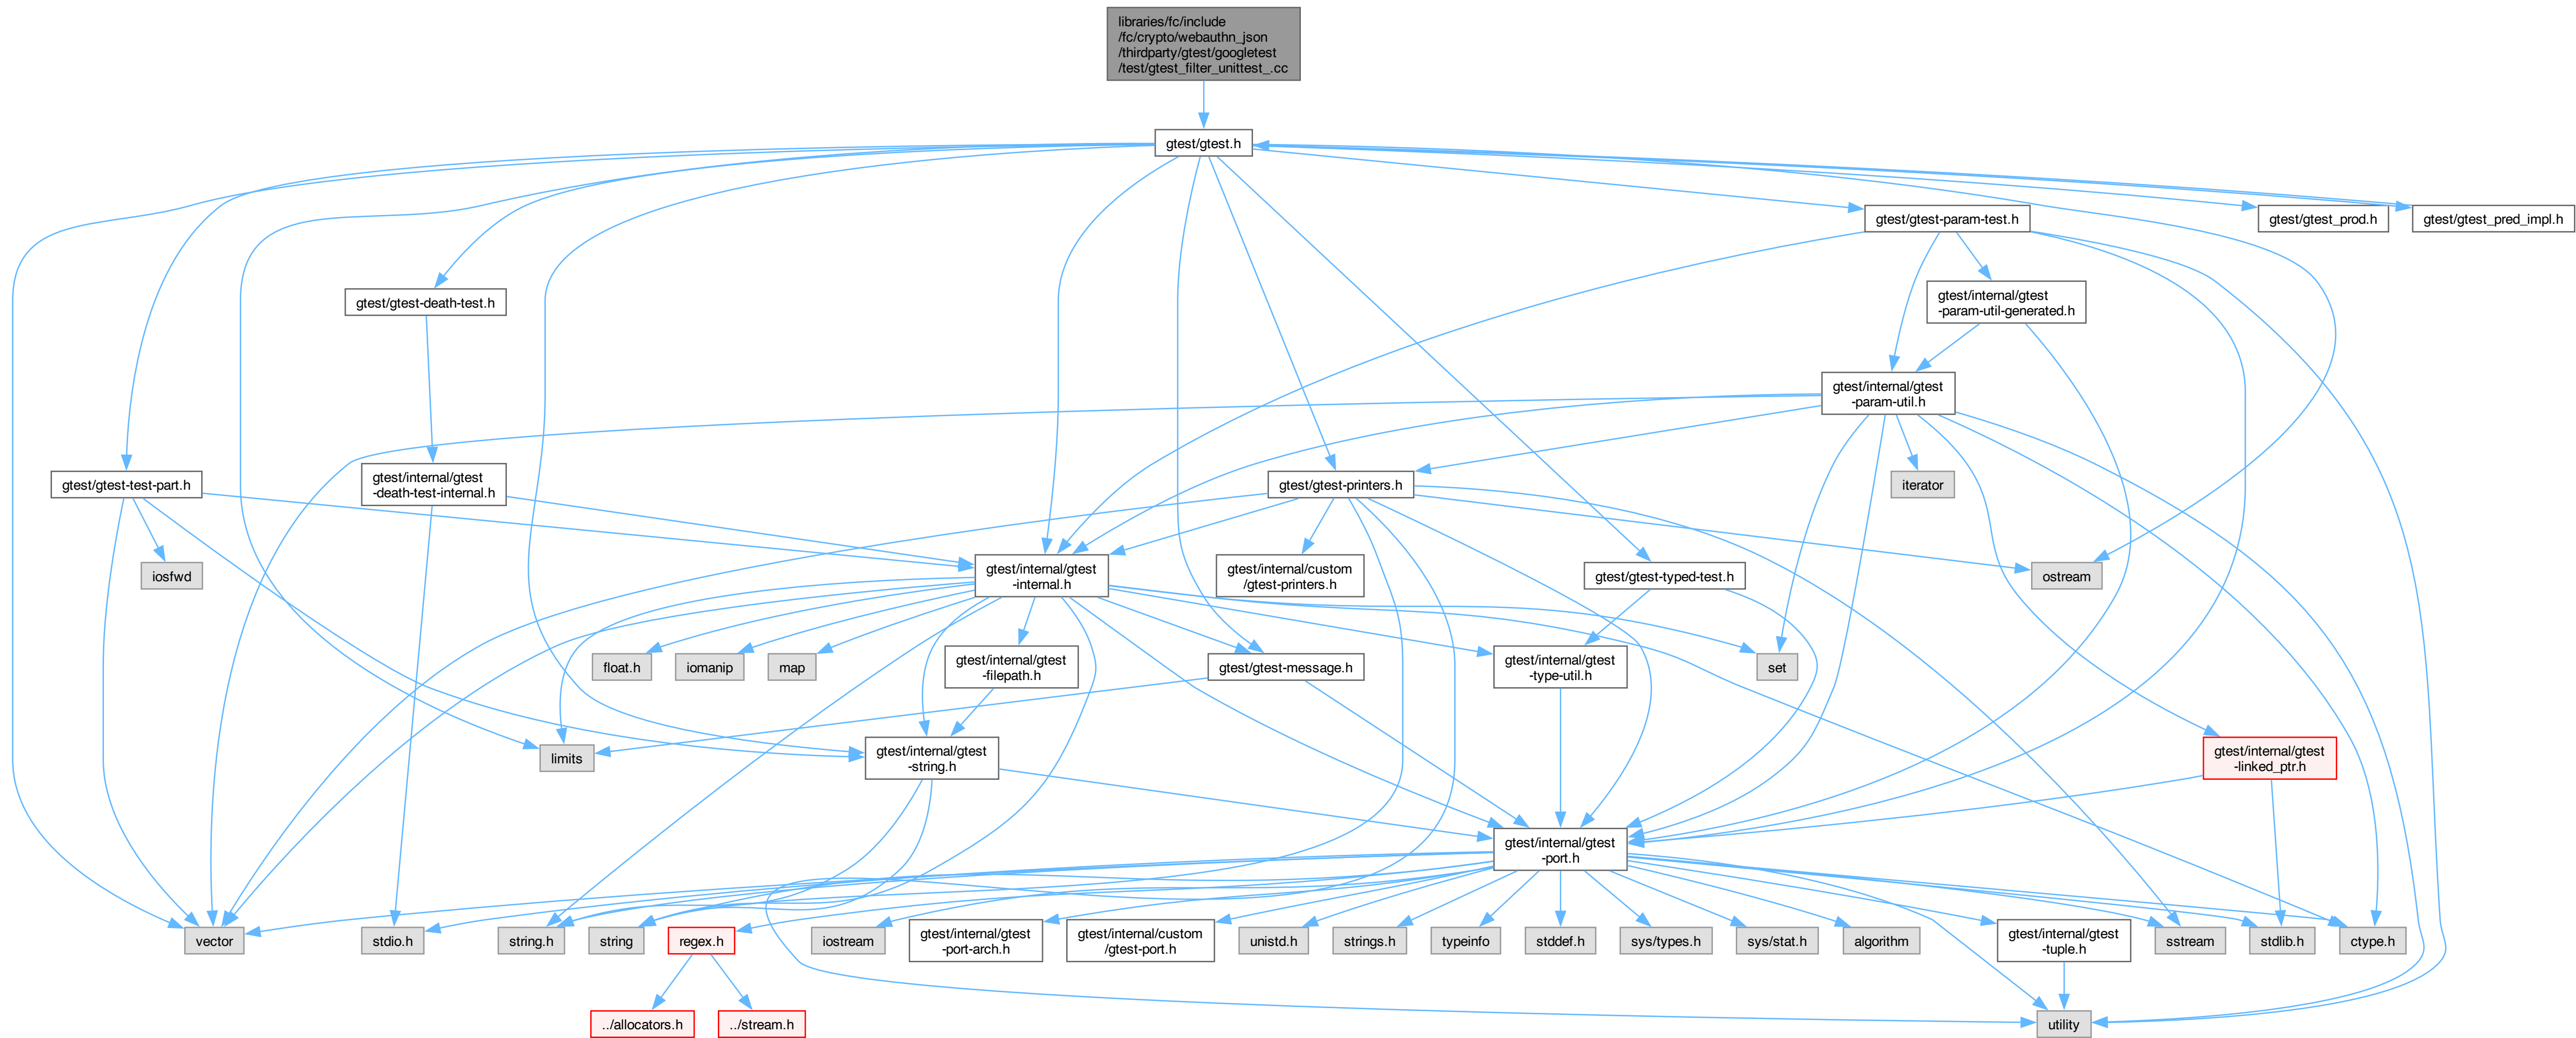 libraries/fc/include
/fc/crypto/webauthn_json
/thirdparty/gtest/googletest
/test/gtest_filter_unittest_.cc
gtest/gtest.h
gtest/gtest-param-test.h
gtest/gtest_prod.h
gtest/gtest_pred_impl.h
gtest/gtest-death-test.h
gtest/internal/gtest
-param-util-generated.h
gtest/internal/gtest
-param-util.h
gtest/gtest-test-part.h
gtest/internal/gtest
-death-test-internal.h
gtest/gtest-printers.h
iterator
iosfwd
gtest/internal/gtest
-internal.h
gtest/internal/custom
/gtest-printers.h
gtest/gtest-typed-test.h
ostream
float.h
iomanip
map
gtest/internal/gtest
-filepath.h
gtest/gtest-message.h
gtest/internal/gtest
-type-util.h
set
limits
gtest/internal/gtest
-string.h
gtest/internal/gtest
-linked_ptr.h
gtest/internal/gtest
-port.h
vector
stdio.h
string.h
string
regex.h
iostream
gtest/internal/gtest
-port-arch.h
gtest/internal/custom
/gtest-port.h
unistd.h
strings.h
typeinfo
stddef.h
sys/types.h
sys/stat.h
algorithm
gtest/internal/gtest
-tuple.h
sstream
stdlib.h
ctype.h
../allocators.h
../stream.h
utility